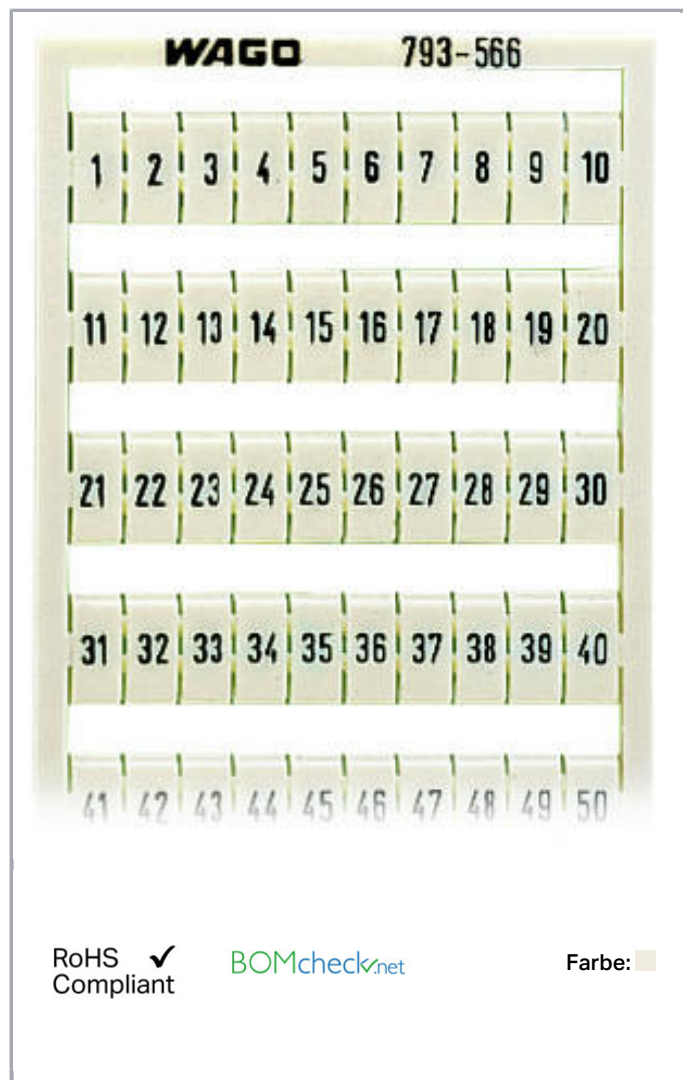 WAGO 793-566
1 2 3 4 5 6 7 8 9 10
11 12 13 14 15 16 17 18 19 20
21 22 23 24 25 26 27 28 29 30
31 32 33 34 35 36 37 38 39 40
41 42 43 44 45 46 47 48 49 50
RoHS ✓ BOMcheck.net Farbe:
Compliant